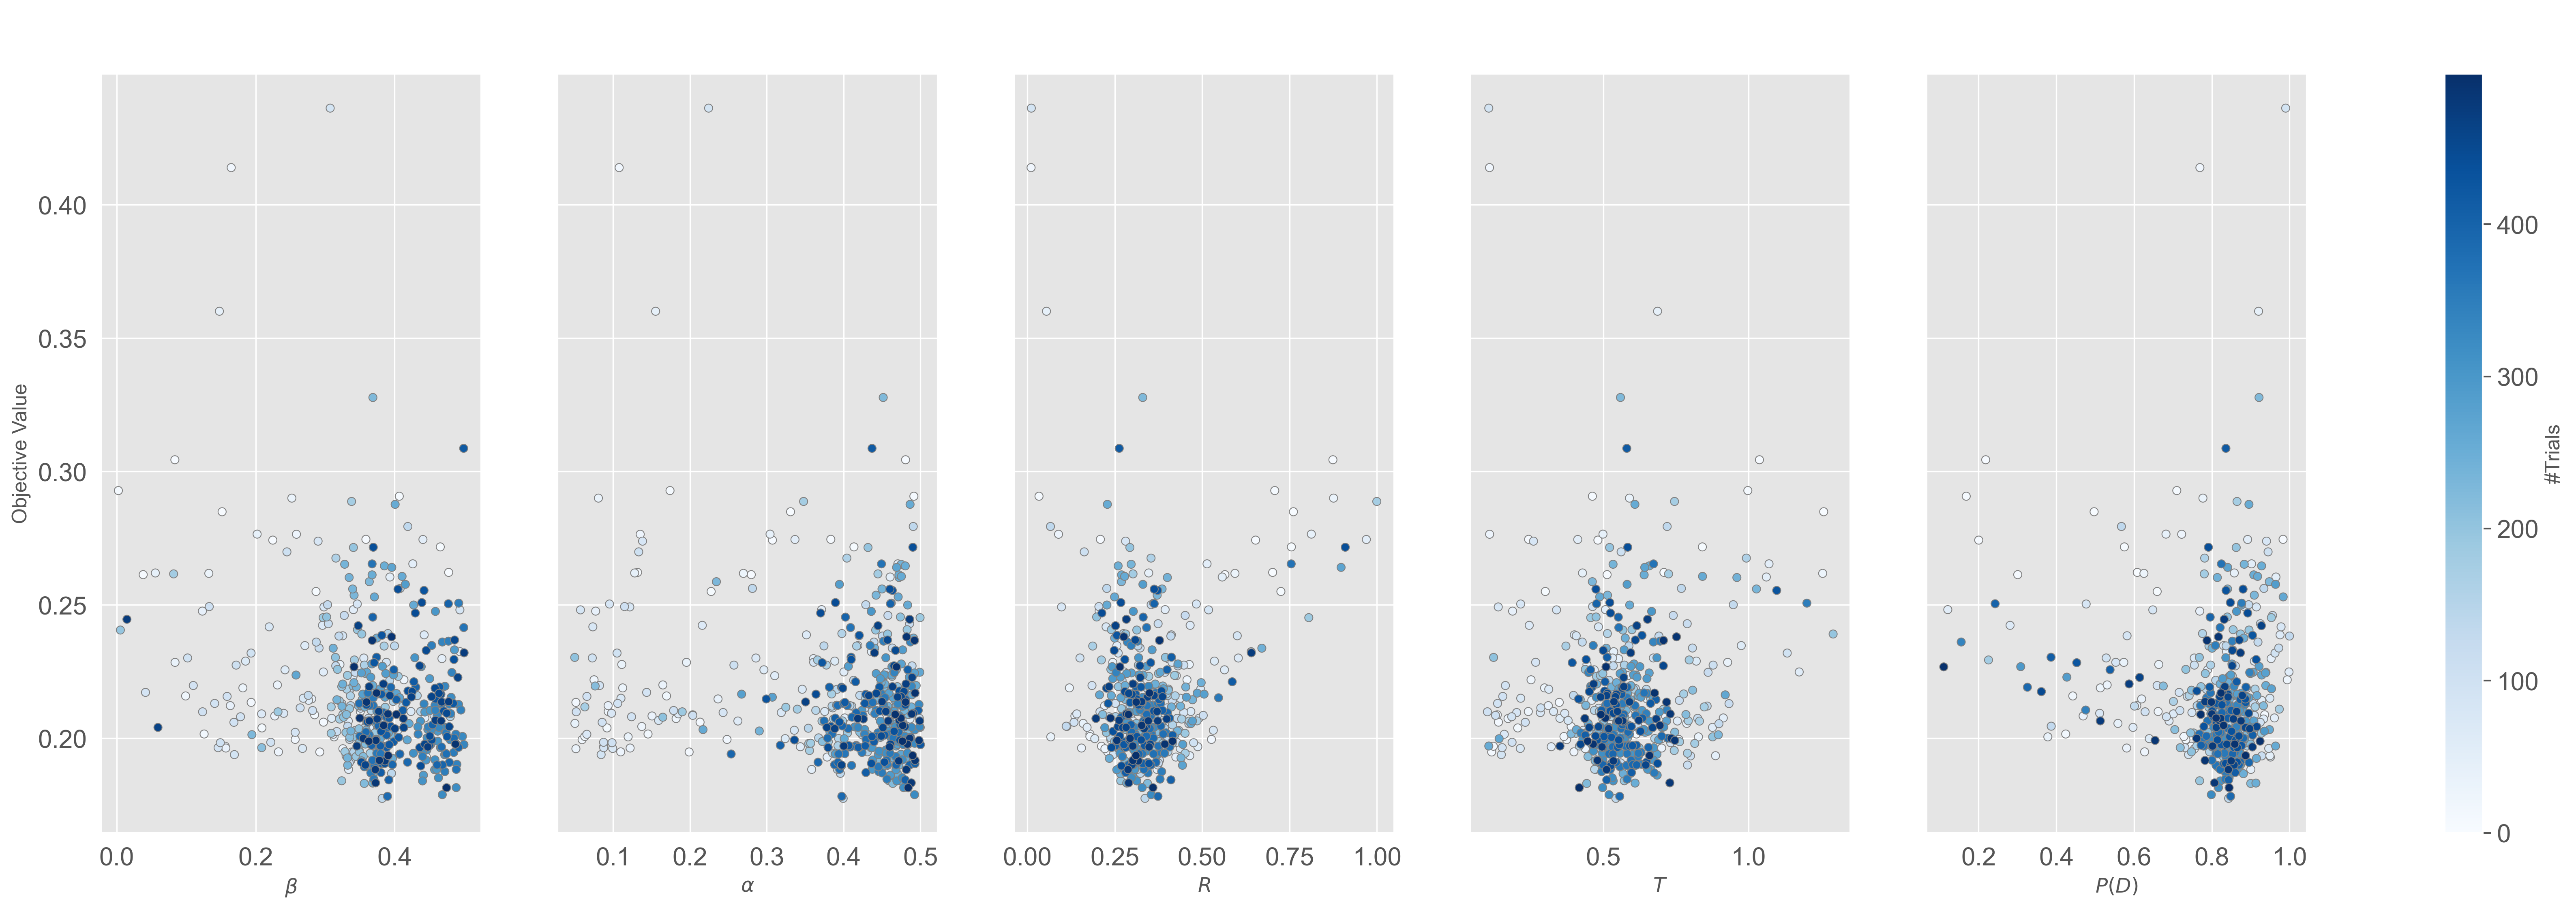 Objective Value
0.40
0.35
0.30
0.25
0.20
0.0 0.2 0.4
β
0.1 0.2 0.3 0.4 0.5
α
0.00 0.25 0.50 0.75 1.00
R
0.5 1.0
T
0.2 0.4 0.6 0.8 1.0
P(D)
400
300
200
100
0
#Trials